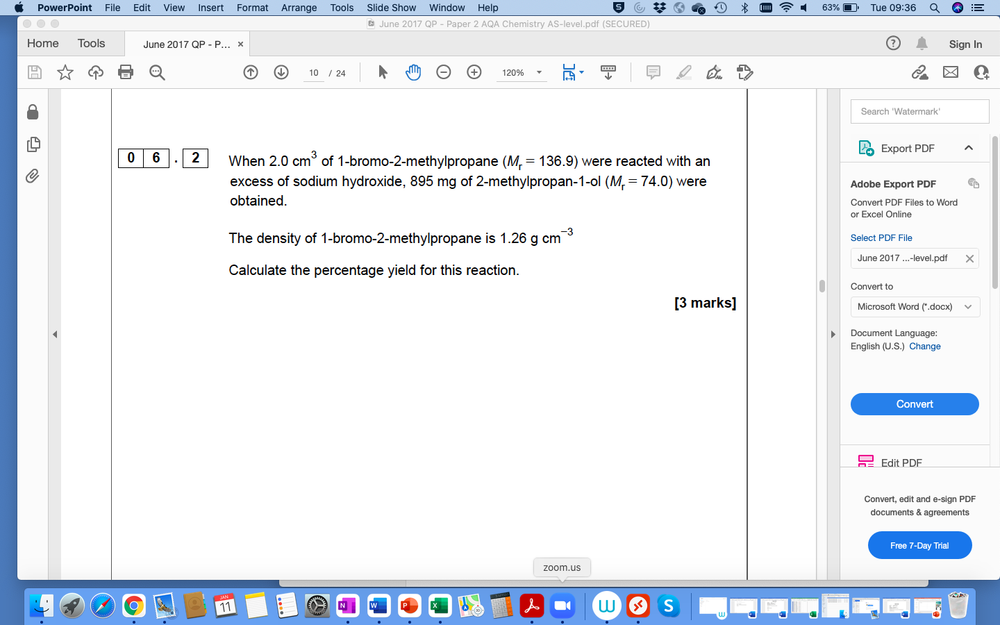 PowerPoint File Edit View Insert Format Arrange Tools Slide Show Window Help 63% Tue 09:36
June 2017 QP - Paper 2 AQA Chemistry AS-level.pdf (SECURED)
Home Tools June 2017 QP - P... × Sign In
10 / 24 120%
0 6 . 2 When 2.0 cm³ of 1-bromo-2-methylpropane (Mr = 136.9) were reacted with an
excess of sodium hydroxide, 895 mg of 2-methylpropan-1-ol (Mr = 74.0) were
obtained.
The density of 1-bromo-2-methylpropane is 1.26 g cm⁻³
Calculate the percentage yield for this reaction.
[3 marks]
Search 'Watermark'
Export PDF
Adobe Export PDF
Convert PDF Files to Word
or Excel Online
Select PDF File
June 2017 ...-level.pdf
Convert to
Microsoft Word (*.docx)
Document Language:
English (U.S.) Change
Convert
Edit PDF
Convert, edit and e-sign PDF
documents & agreements
Free 7-Day Trial
zoom.us
JAN
11